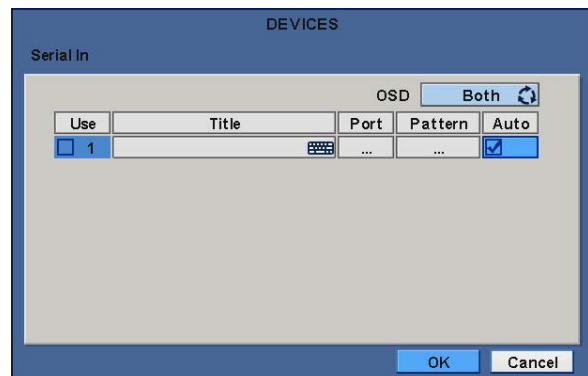 DEVICES
Serial In
OSD Both
Use Title Port Pattern Auto
1 ... ...
OK Cancel